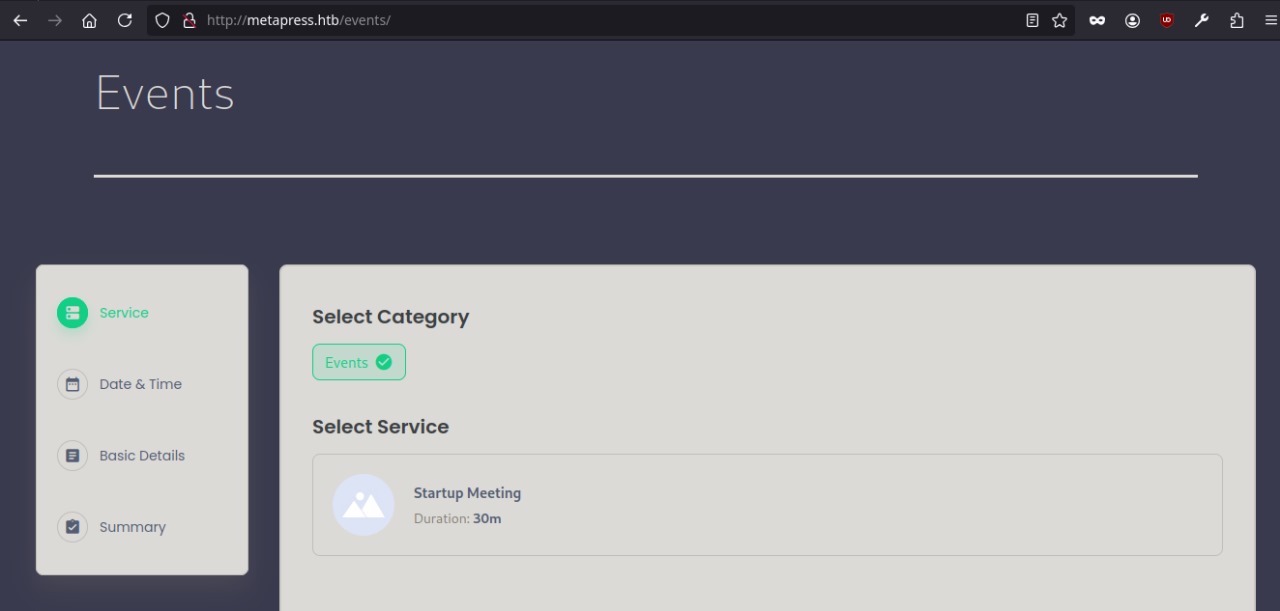 http://metapress.htb/events/
Events
Service
Date & Time
Basic Details
Summary
Select Category
Events
Select Service
Startup Meeting
Duration: 30m